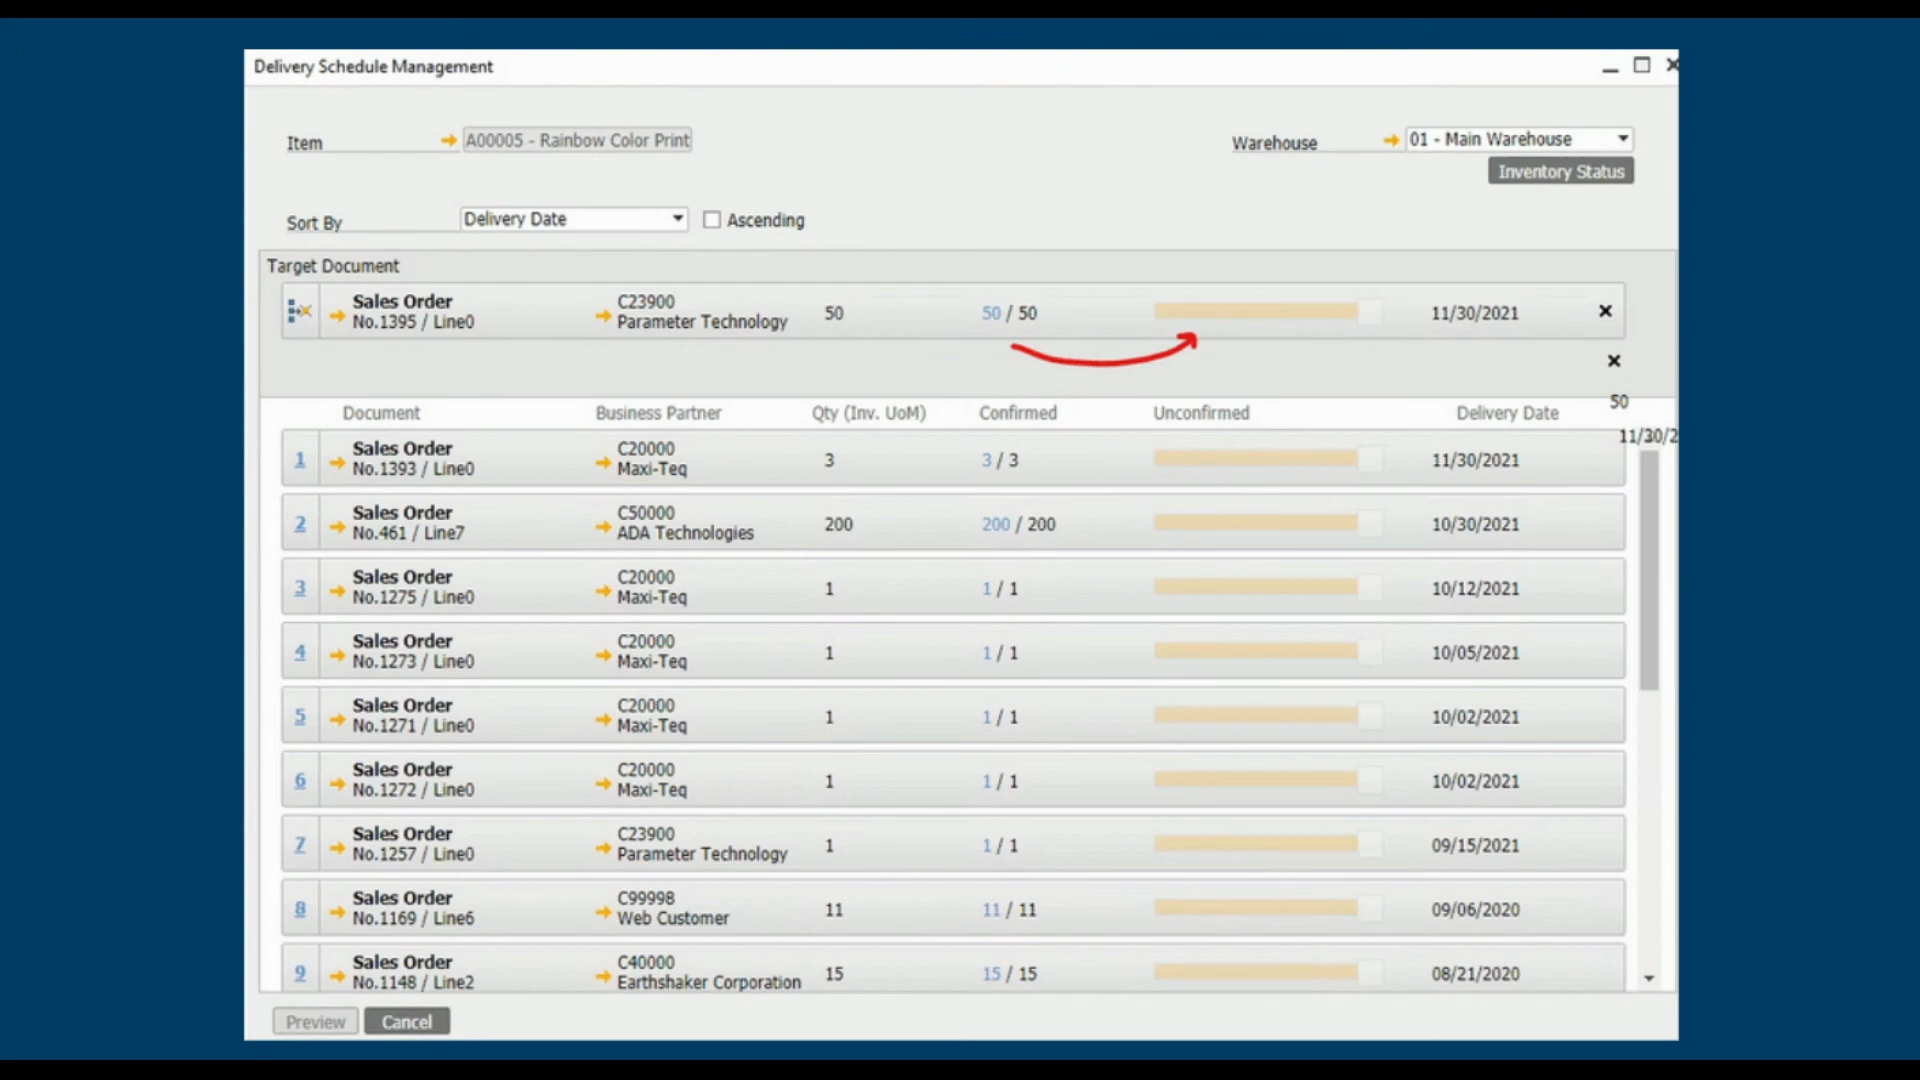 Delivery Schedule Management
Item A00005 - Rainbow Color Print Warehouse 01 - Main Warehouse
Inventory Status
Sort By Delivery Date Ascending
Target Document
Sales Order C23900
No.1395 / Line0 Parameter Technology 50 50 / 50 11/30/2021
50
Document Business Partner Qty (Inv. UoM) Confirmed Unconfirmed Delivery Date
11/30/2
1 Sales Order C20000
No.1393 / Line0 Maxi-Teq 3 3 / 3 11/30/2021
2 Sales Order C50000
No.461 / Line7 ADA Technologies 200 200 / 200 10/30/2021
3 Sales Order C20000
No.1275 / Line0 Maxi-Teq 1 1 / 1 10/12/2021
4 Sales Order C20000
No.1273 / Line0 Maxi-Teq 1 1 / 1 10/05/2021
5 Sales Order C20000
No.1271 / Line0 Maxi-Teq 1 1 / 1 10/02/2021
6 Sales Order C20000
No.1272 / Line0 Maxi-Teq 1 1 / 1 10/02/2021
7 Sales Order C23900
No.1257 / Line0 Parameter Technology 1 1 / 1 09/15/2021
8 Sales Order C99998
No.1169 / Line6 Web Customer 11 11 / 11 09/06/2020
9 Sales Order C40000
No.1148 / Line2 Earthshaker Corporation 15 15 / 15 08/21/2020
Preview Cancel